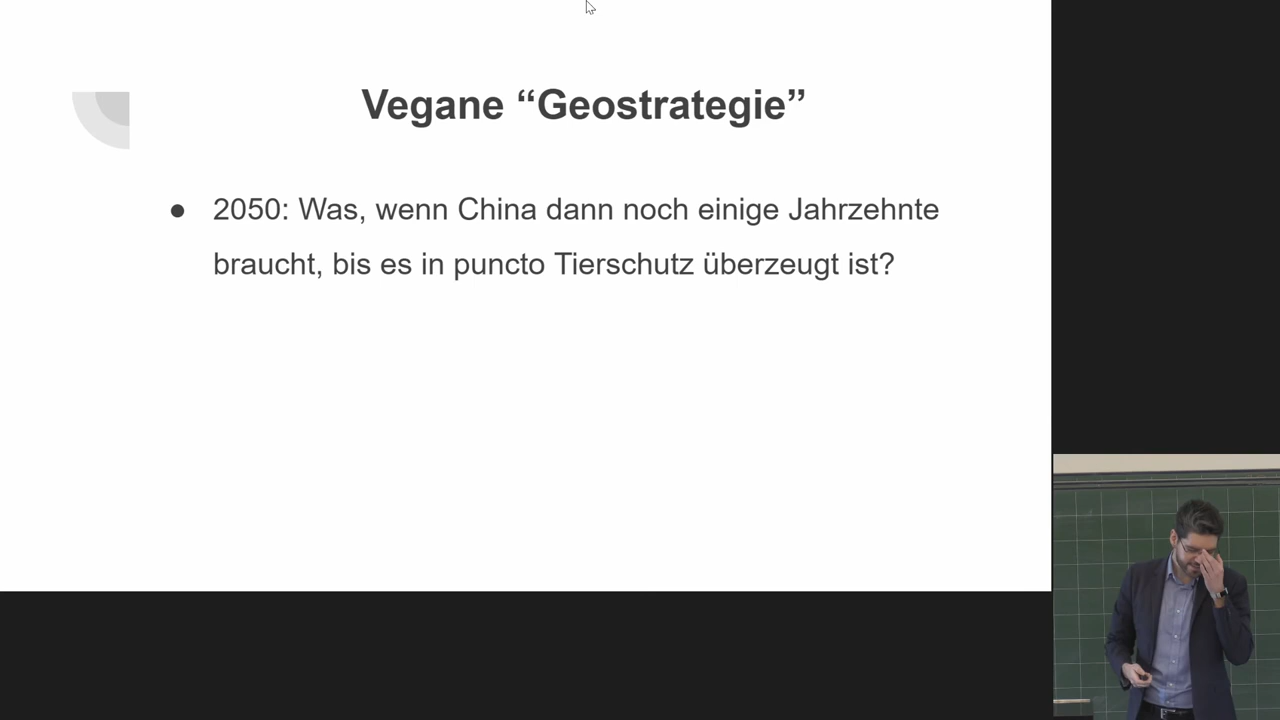 Vegane “Geostrategie”
● 2050: Was, wenn China dann noch einige Jahrzehnte
braucht, bis es in puncto Tierschutz überzeugt ist?